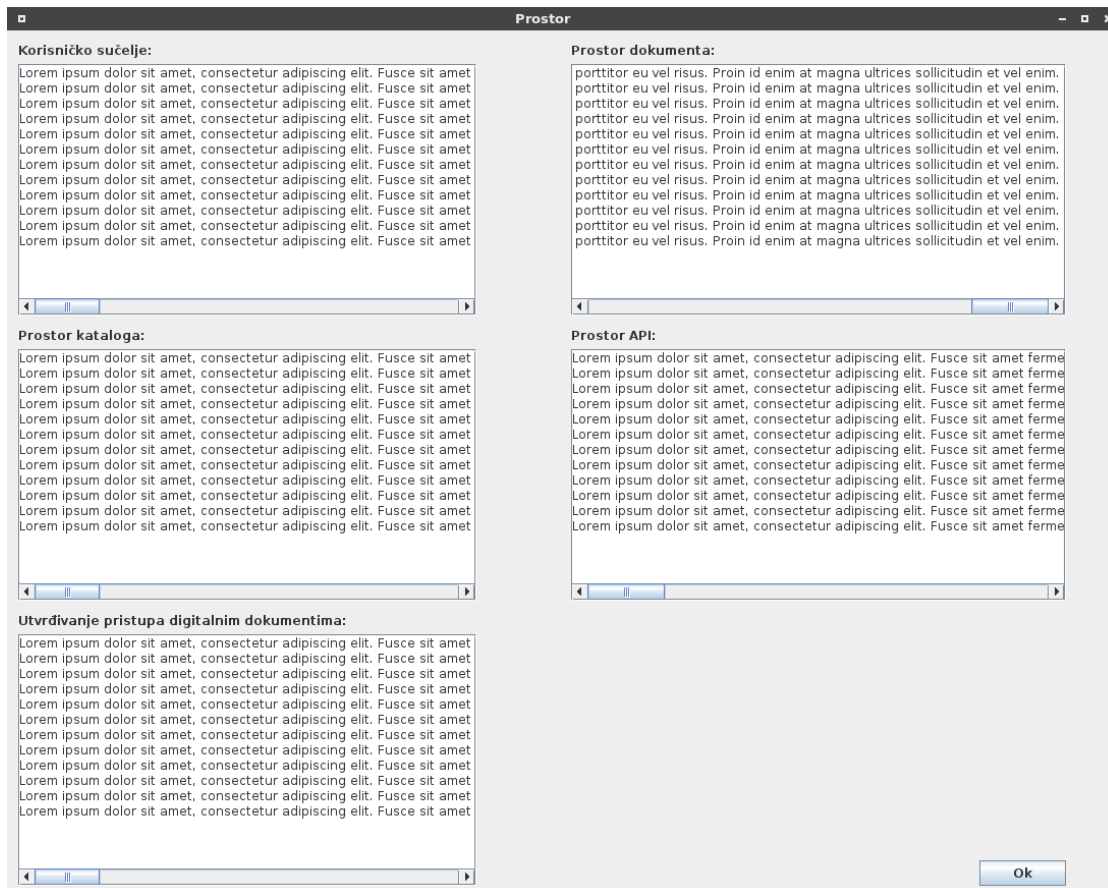 Prostor
Korisničko sučelje:
Lorem ipsum dolor sit amet, consectetur adipiscing elit. Fusce sit amet
Lorem ipsum dolor sit amet, consectetur adipiscing elit. Fusce sit amet
Lorem ipsum dolor sit amet, consectetur adipiscing elit. Fusce sit amet
Lorem ipsum dolor sit amet, consectetur adipiscing elit. Fusce sit amet
Lorem ipsum dolor sit amet, consectetur adipiscing elit. Fusce sit amet
Lorem ipsum dolor sit amet, consectetur adipiscing elit. Fusce sit amet
Lorem ipsum dolor sit amet, consectetur adipiscing elit. Fusce sit amet
Lorem ipsum dolor sit amet, consectetur adipiscing elit. Fusce sit amet
Lorem ipsum dolor sit amet, consectetur adipiscing elit. Fusce sit amet
Lorem ipsum dolor sit amet, consectetur adipiscing elit. Fusce sit amet
Lorem ipsum dolor sit amet, consectetur adipiscing elit. Fusce sit amet
Lorem ipsum dolor sit amet, consectetur adipiscing elit. Fusce sit amet
Prostor dokumenta:
porttitor eu vel risus. Proin id enim at magna ultrices sollicitudin et vel enim.
porttitor eu vel risus. Proin id enim at magna ultrices sollicitudin et vel enim.
porttitor eu vel risus. Proin id enim at magna ultrices sollicitudin et vel enim.
porttitor eu vel risus. Proin id enim at magna ultrices sollicitudin et vel enim.
porttitor eu vel risus. Proin id enim at magna ultrices sollicitudin et vel enim.
porttitor eu vel risus. Proin id enim at magna ultrices sollicitudin et vel enim.
porttitor eu vel risus. Proin id enim at magna ultrices sollicitudin et vel enim.
porttitor eu vel risus. Proin id enim at magna ultrices sollicitudin et vel enim.
porttitor eu vel risus. Proin id enim at magna ultrices sollicitudin et vel enim.
porttitor eu vel risus. Proin id enim at magna ultrices sollicitudin et vel enim.
porttitor eu vel risus. Proin id enim at magna ultrices sollicitudin et vel enim.
porttitor eu vel risus. Proin id enim at magna ultrices sollicitudin et vel enim.
Prostor kataloga:
Lorem ipsum dolor sit amet, consectetur adipiscing elit. Fusce sit amet
Lorem ipsum dolor sit amet, consectetur adipiscing elit. Fusce sit amet
Lorem ipsum dolor sit amet, consectetur adipiscing elit. Fusce sit amet
Lorem ipsum dolor sit amet, consectetur adipiscing elit. Fusce sit amet
Lorem ipsum dolor sit amet, consectetur adipiscing elit. Fusce sit amet
Lorem ipsum dolor sit amet, consectetur adipiscing elit. Fusce sit amet
Lorem ipsum dolor sit amet, consectetur adipiscing elit. Fusce sit amet
Lorem ipsum dolor sit amet, consectetur adipiscing elit. Fusce sit amet
Lorem ipsum dolor sit amet, consectetur adipiscing elit. Fusce sit amet
Lorem ipsum dolor sit amet, consectetur adipiscing elit. Fusce sit amet
Lorem ipsum dolor sit amet, consectetur adipiscing elit. Fusce sit amet
Lorem ipsum dolor sit amet, consectetur adipiscing elit. Fusce sit amet
Prostor API:
Lorem ipsum dolor sit amet, consectetur adipiscing elit. Fusce sit amet ferme
Lorem ipsum dolor sit amet, consectetur adipiscing elit. Fusce sit amet ferme
Lorem ipsum dolor sit amet, consectetur adipiscing elit. Fusce sit amet ferme
Lorem ipsum dolor sit amet, consectetur adipiscing elit. Fusce sit amet ferme
Lorem ipsum dolor sit amet, consectetur adipiscing elit. Fusce sit amet ferme
Lorem ipsum dolor sit amet, consectetur adipiscing elit. Fusce sit amet ferme
Lorem ipsum dolor sit amet, consectetur adipiscing elit. Fusce sit amet ferme
Lorem ipsum dolor sit amet, consectetur adipiscing elit. Fusce sit amet ferme
Lorem ipsum dolor sit amet, consectetur adipiscing elit. Fusce sit amet ferme
Lorem ipsum dolor sit amet, consectetur adipiscing elit. Fusce sit amet ferme
Lorem ipsum dolor sit amet, consectetur adipiscing elit. Fusce sit amet ferme
Lorem ipsum dolor sit amet, consectetur adipiscing elit. Fusce sit amet ferme
Utvrđivanje pristupa digitalnim dokumentima:
Lorem ipsum dolor sit amet, consectetur adipiscing elit. Fusce sit amet
Lorem ipsum dolor sit amet, consectetur adipiscing elit. Fusce sit amet
Lorem ipsum dolor sit amet, consectetur adipiscing elit. Fusce sit amet
Lorem ipsum dolor sit amet, consectetur adipiscing elit. Fusce sit amet
Lorem ipsum dolor sit amet, consectetur adipiscing elit. Fusce sit amet
Lorem ipsum dolor sit amet, consectetur adipiscing elit. Fusce sit amet
Lorem ipsum dolor sit amet, consectetur adipiscing elit. Fusce sit amet
Lorem ipsum dolor sit amet, consectetur adipiscing elit. Fusce sit amet
Lorem ipsum dolor sit amet, consectetur adipiscing elit. Fusce sit amet
Lorem ipsum dolor sit amet, consectetur adipiscing elit. Fusce sit amet
Lorem ipsum dolor sit amet, consectetur adipiscing elit. Fusce sit amet
Lorem ipsum dolor sit amet, consectetur adipiscing elit. Fusce sit amet
Ok